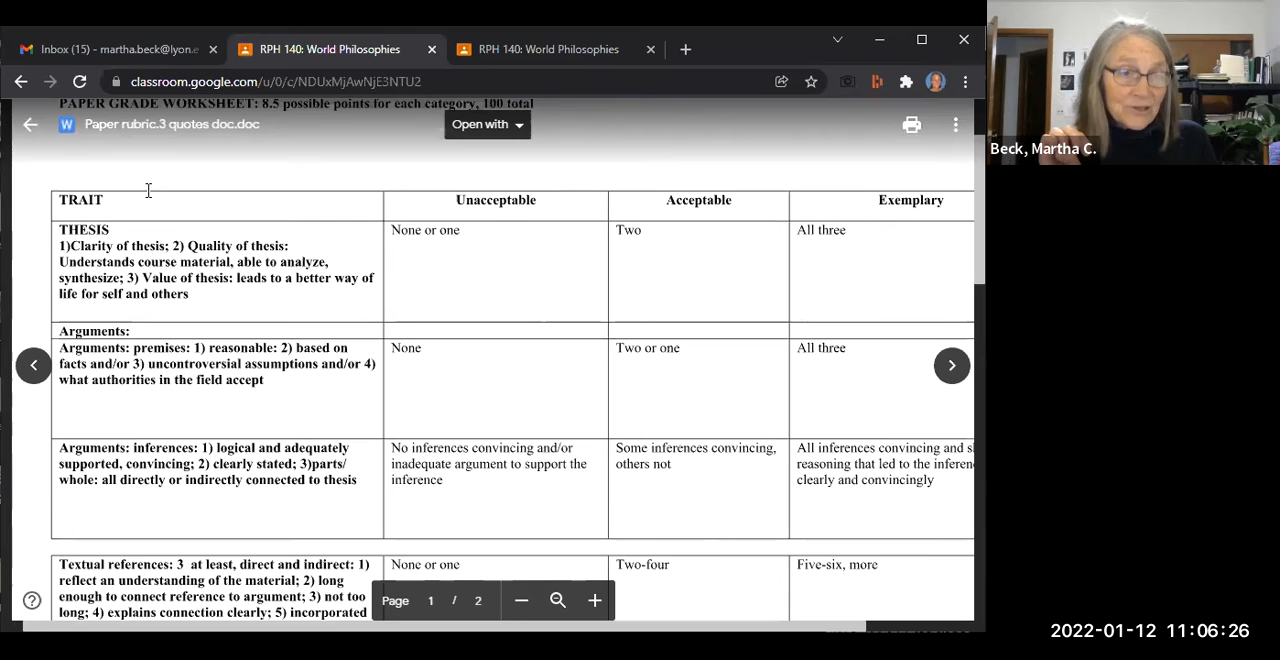 Inbox (15) - martha.beck@lyon.e
RPH 140: World Philosophies
RPH 140: World Philosophies
classroom.google.com/u/0/c/NDUxMjAwNjE3NTU2
PAPER GRADE WORKSHEET: 8.5 possible points for each category, 100 total
W
Paper rubric.3 quotes doc.doc
Open with
Beck, Martha C.
TRAIT
Unacceptable
Acceptable
Exemplary
THESIS
1)Clarity of thesis; 2) Quality of thesis:
Understands course material, able to analyze,
synthesize; 3) Value of thesis: leads to a better way of
life for self and others
None or one
Two
All three
Arguments:
Arguments: premises: 1) reasonable: 2) based on
facts and/or 3) uncontroversial assumptions and/or 4)
what authorities in the field accept
None
Two or one
All three
Arguments: inferences: 1) logical and adequately
supported, convincing; 2) clearly stated; 3)parts/
whole: all directly or indirectly connected to thesis
No inferences convincing and/or
inadequate argument to support the
inference
Some inferences convincing,
others not
All inferences convincing and s
reasoning that led to the inferen
clearly and convincingly
Textual references: 3 at least, direct and indirect: 1)
reflect an understanding of the material; 2) long
enough to connect reference to argument; 3) not too
long; 4) explains connection clearly; 5) incorporated
None or one
Two-four
Five-six, more
Page 1 / 2
2022-01-12 11:06:26